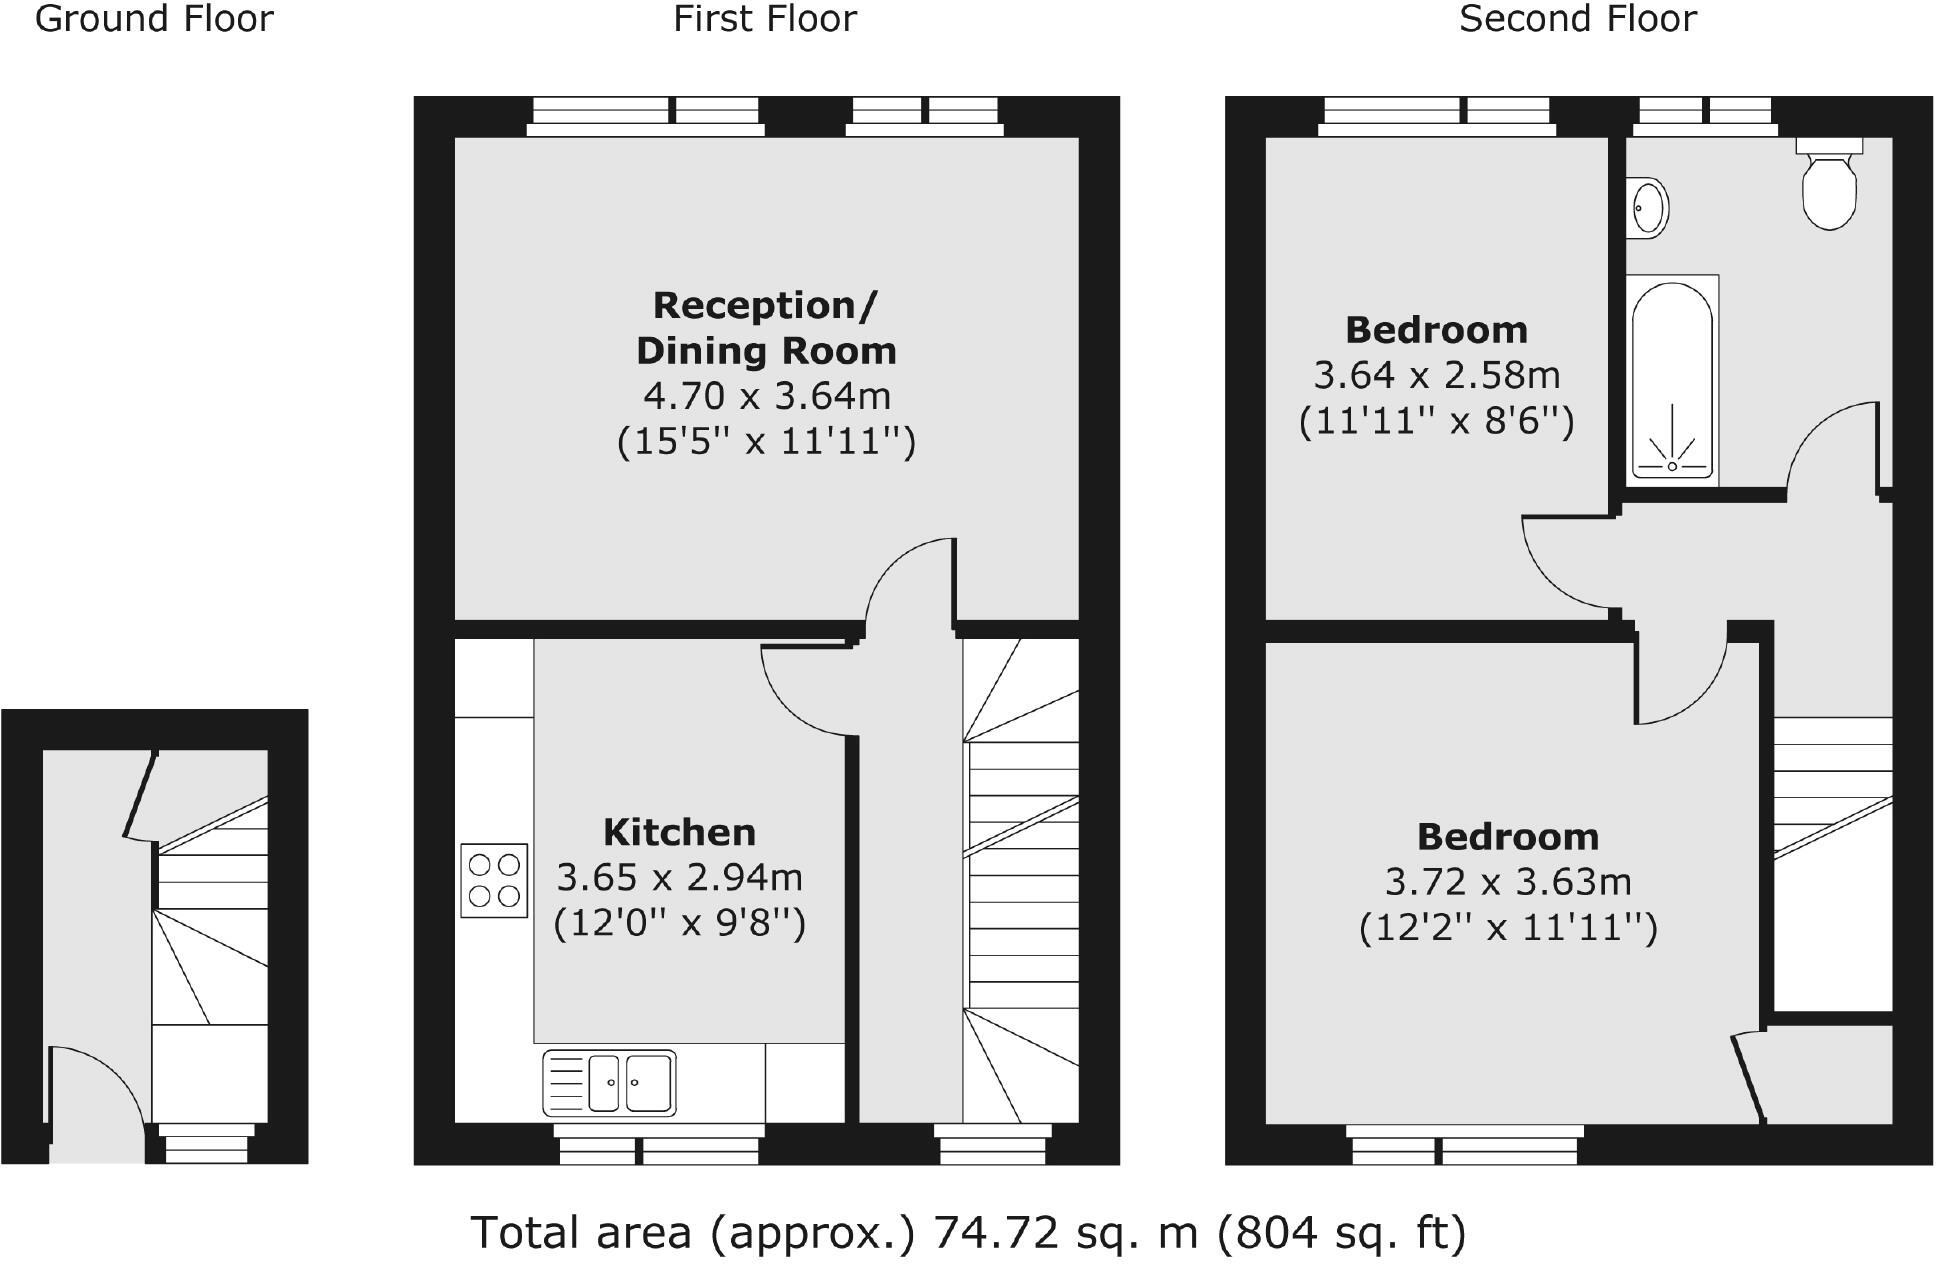 Ground Floor
First Floor
Second Floor
Reception/
Dining Room
4.70 x 3.64m
(15'5" x 11'11")
Kitchen
3.65 x 2.94m
(12'0" x 9'8")
Bedroom
3.64 x 2.58m
(11'11" x 8'6")
Bedroom
3.72 x 3.63m
(12'2" x 11'11")
Total area (approx.) 74.72 sq. m (804 sq. ft)